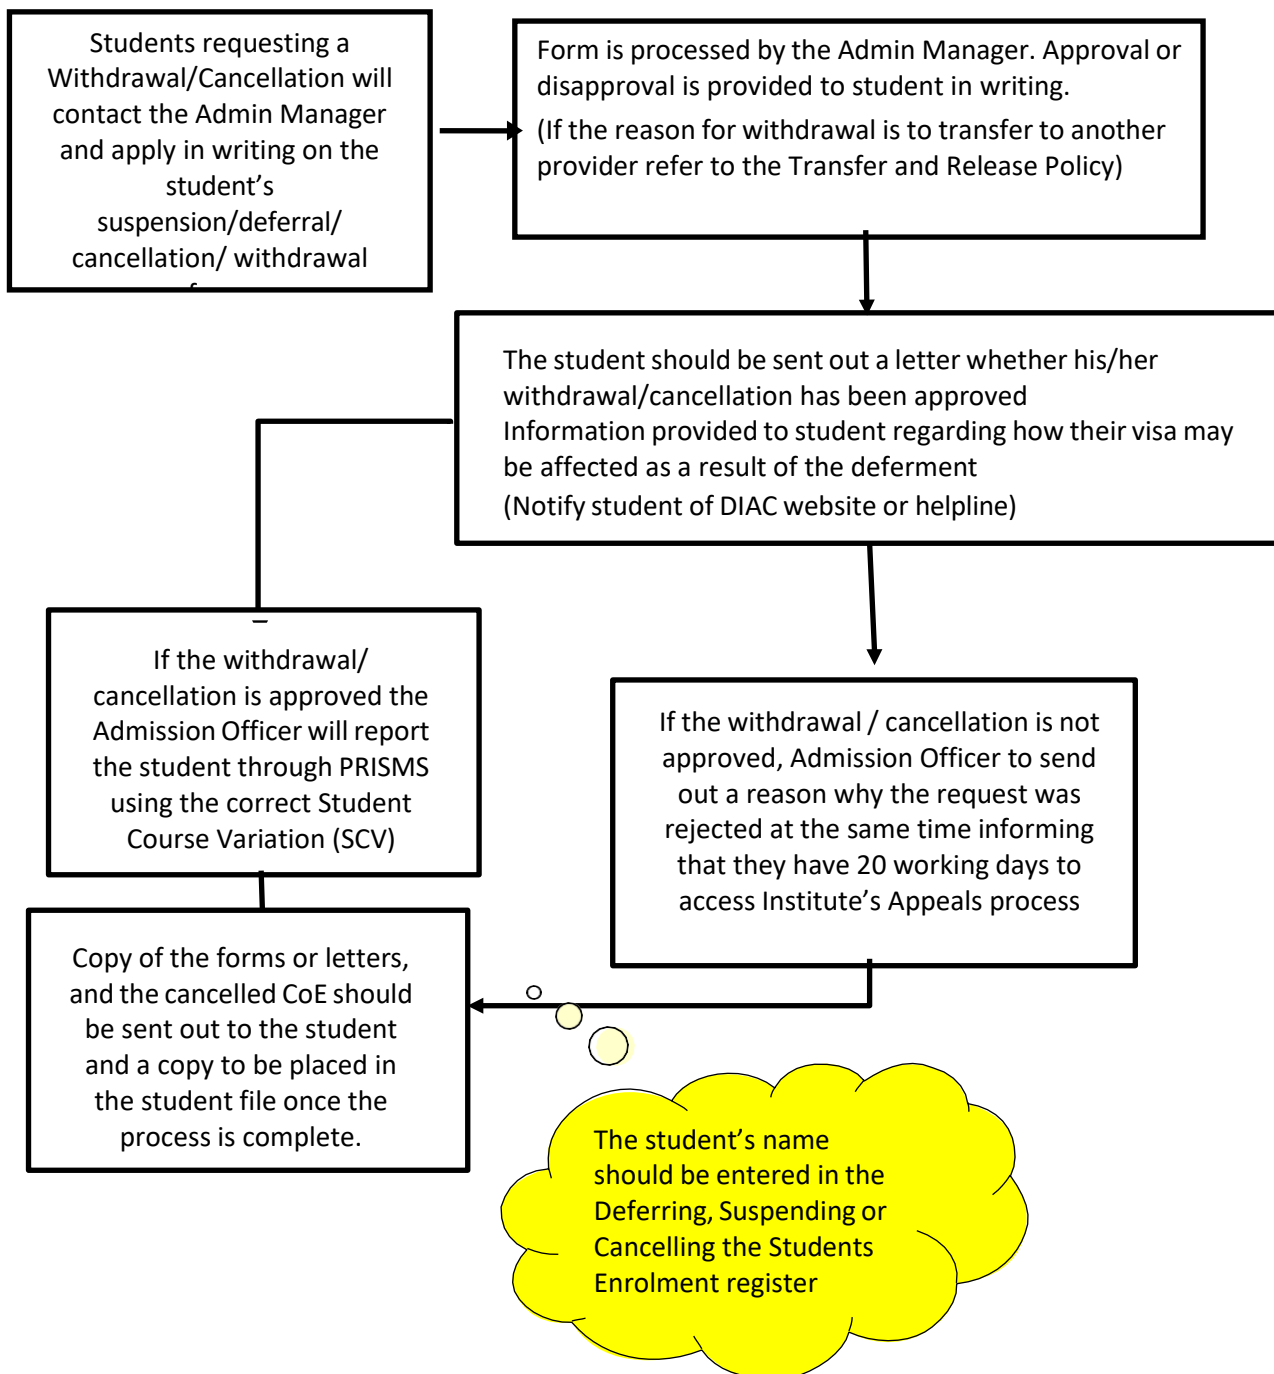 Students requesting a
Withdrawal/Cancellation will
contact the Admin Manager
and apply in writing on the
student’s
suspension/deferral/
cancellation/ withdrawal
Form is processed by the Admin Manager. Approval or
disapproval is provided to student in writing.
(If the reason for withdrawal is to transfer to another
provider refer to the Transfer and Release Policy)
The student should be sent out a letter whether his/her
withdrawal/cancellation has been approved
Information provided to student regarding how their visa may
be affected as a result of the deferment
(Notify student of DIAC website or helpline)
If the withdrawal/
cancellation is approved the
Admission Officer will report
the student through PRISMS
using the correct Student
Course Variation (SCV)
If the withdrawal / cancellation is not
approved, Admission Officer to send
out a reason why the request was
rejected at the same time informing
that they have 20 working days to
access Institute’s Appeals process
Copy of the forms or letters,
and the cancelled CoE should
be sent out to the student
and a copy to be placed in
the student file once the
process is complete.
The student’s name
should be entered in the
Deferring, Suspending or
Cancelling the Students
Enrolment register